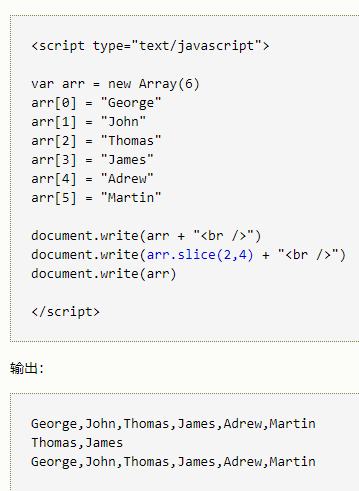 <script type="text/javascript">
var arr = new Array(6)
arr[0] = "George"
arr[1] = "John"
arr[2] = "Thomas"
arr[3] = "James"
arr[4] = "Adrew"
arr[5] = "Martin"
document.write(arr + "<br />")
document.write(arr.slice(2,4) + "<br />")
document.write(arr)
</script>
输出：
George,John,Thomas,James,Adrew,Martin
Thomas,James
George,John,Thomas,James,Adrew,Martin